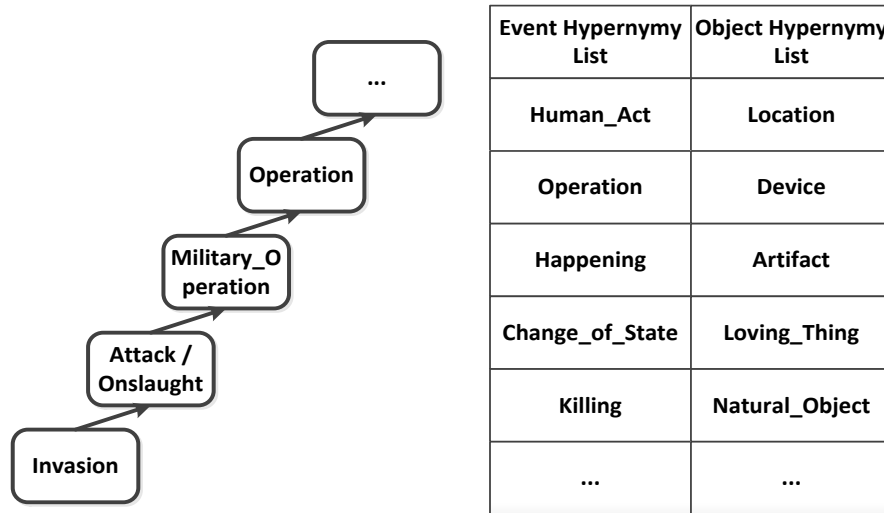 ...
Operation
Military_O
peration
Attack /
Onslaught
Invasion
Event Hypernymy
List
Object Hypernymy
List
Human_Act
Location
Operation
Device
Happening
Artifact
Change_of_State
Loving_Thing
Killing
Natural_Object
...
...